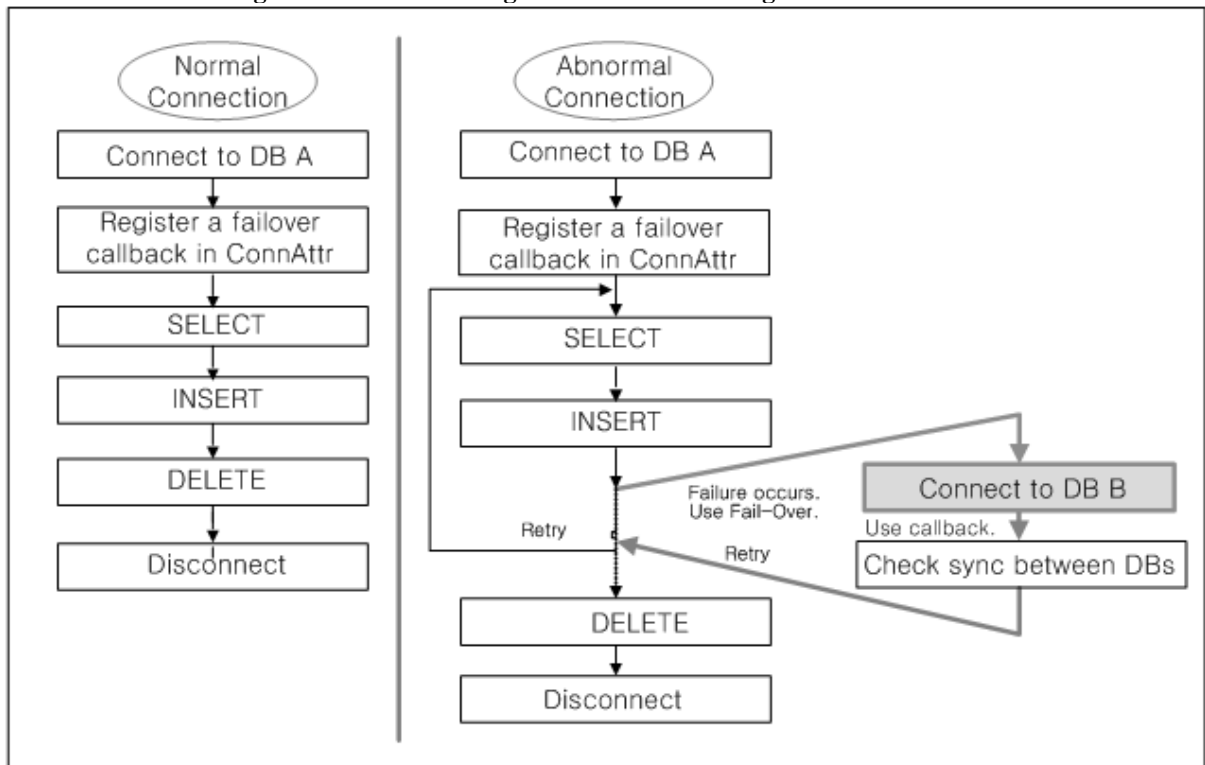 Normal
Connection
Connect to DB A
Register a failover
callback in ConnAttr
SELECT
INSERT
DELETE
Disconnect
Abnormal
Connection
Connect to DB A
Register a failover
callback in ConnAttr
SELECT
INSERT
Failure occurs.
Use Fail-Over.
Connect to DB B
Use callback.
Check sync between DBs
Retry
Retry
DELETE
Disconnect